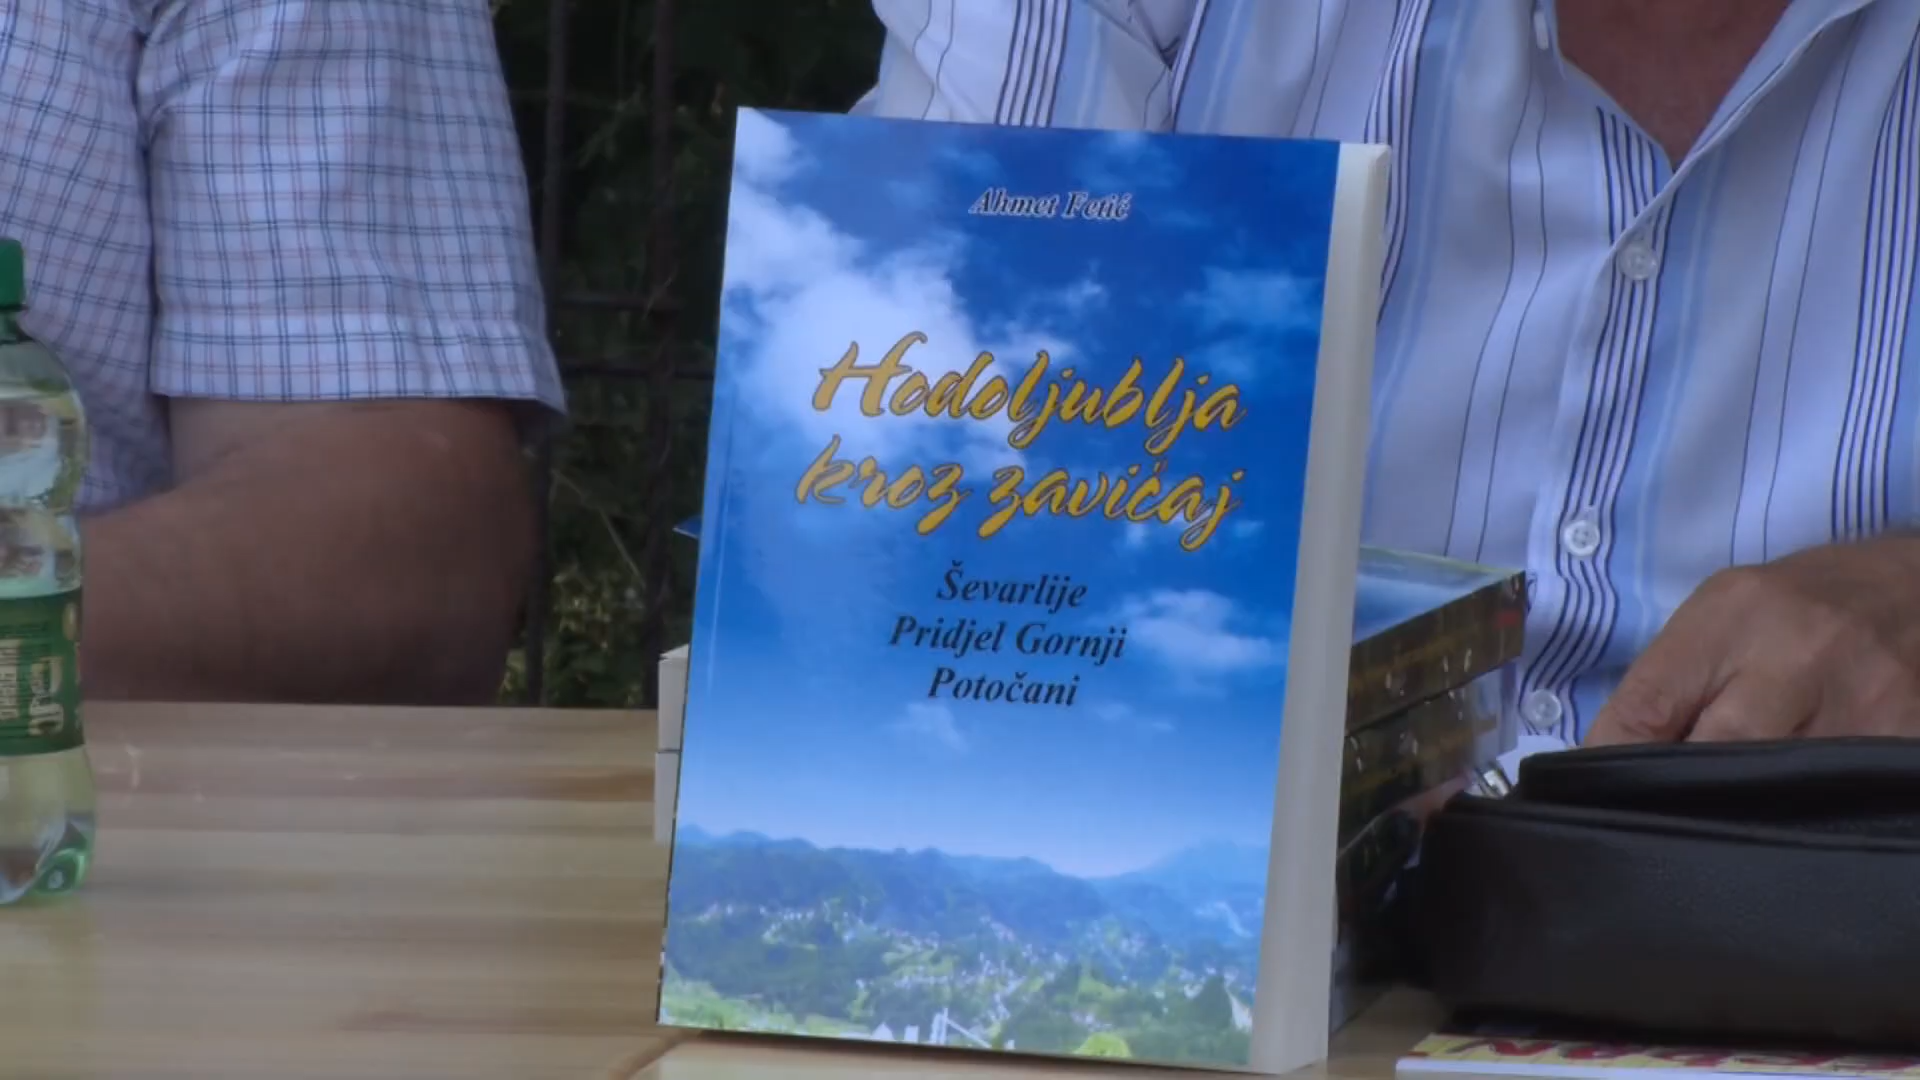 Ahmet Fetić
Hodoljublja
kroz zavičaj
Ševarlije
Pridjel Gornji
Potočani